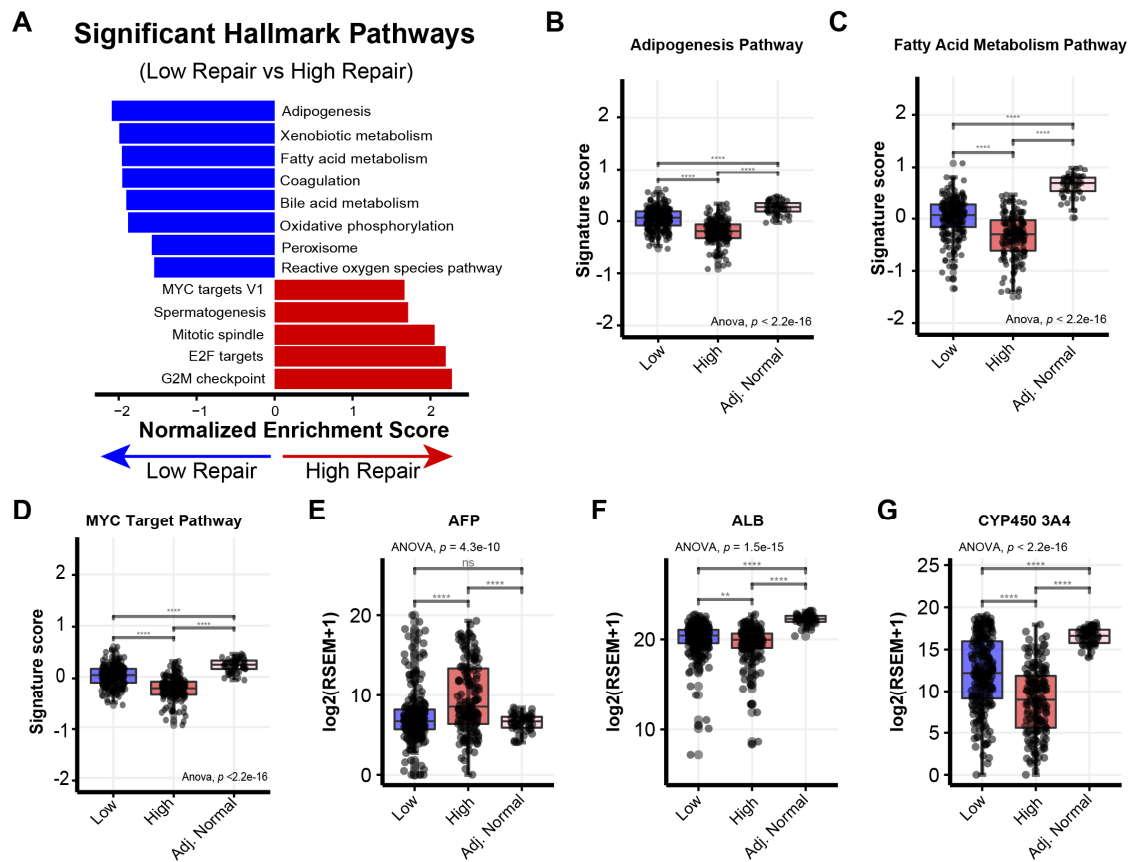 A
Significant Hallmark Pathways
(Low Repair vs High Repair)
Adipogenesis
Xenobiotic metabolism
Fatty acid metabolism
Coagulation
Bile acid metabolism
Oxidative phosphorylation
Peroxisome
Reactive oxygen species pathway
MYC targets V1
Spermatogenesis
Mitotic spindle
E2F targets
G2M checkpoint
−2 −1 0 1 2
Normalized Enrichment Score
Low Repair High Repair
B
Adipogenesis Pathway
Signature score
2
1
0
-1
-2
****
****
****
Anova, p < 2.2e-16
Low High Adj. Normal
C
Fatty Acid Metabolism Pathway
Signature score
2
1
0
-1
-2
****
****
****
Anova, p < 2.2e-16
Low High Adj. Normal
D
MYC Target Pathway
Signature score
2
1
0
-1
-2
****
****
****
Anova, p <2.2e-16
Low High Adj. Normal
E
AFP
ANOVA, p = 4.3e-10
log2(RSEM+1)
20
10
0
ns
****
****
Low High Adj. Normal
F
ALB
ANOVA, p = 1.5e-15
log2(RSEM+1)
20
10
****
****
**
Low High Adj. Normal
G
CYP450 3A4
ANOVA, p < 2.2e-16
log2(RSEM+1)
25
20
15
10
5
0
****
****
****
Low High Adj. Normal